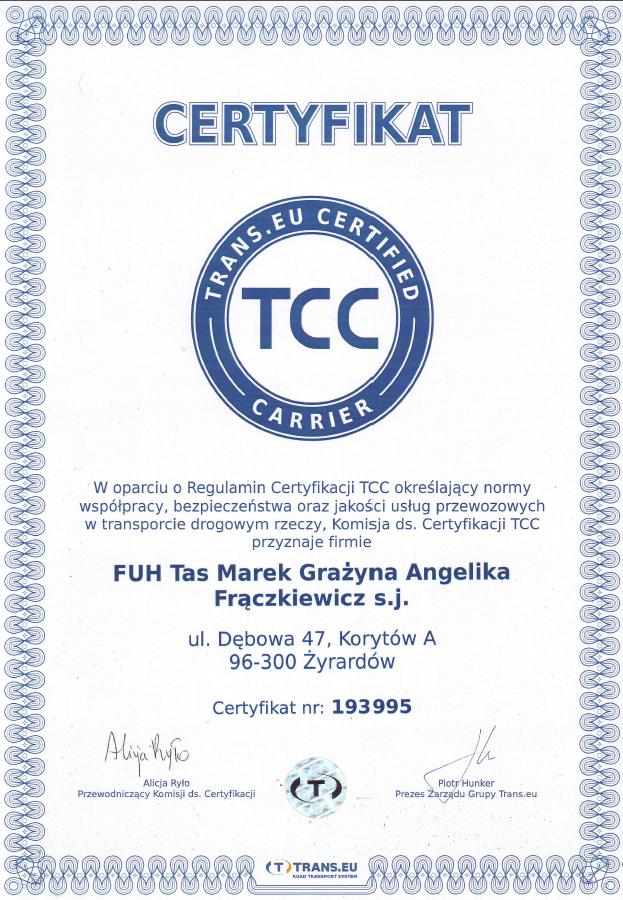 CERTYFIKAT
TRANS.EU CERTIFIED
TCC
CARRIER
W oparciu o Regulamin Certyfikacji TCC określający normy
współpracy, bezpieczeństwa oraz jakości usług przewozowych
w transporcie drogowym rzeczy, Komisja ds. Certyfikacji TCC
przyznaje firmie
FUH Tas Marek Grażyna Angelika
Frączkiewicz s.j.
ul. Dębowa 47, Korytów A
96-300 Żyrardów
Certyfikat nr: 193995
Alicja Ryło
Alicja Ryło
Przewodniczący Komisji ds. Certyfikacji
(T)
Piotr Hunker
Prezes Zarządu Grupy Trans.eu
(T) TRANS.EU
ROAD TRANSPORT SYSTEM